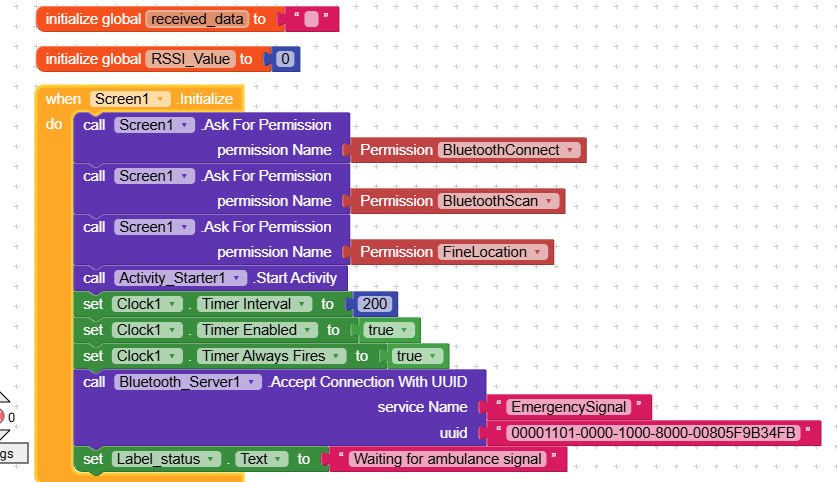 initialize global received_data to " "
initialize global RSSI_Value to 0
when Screen1 .Initialize
do call Screen1 .Ask For Permission
permission Name Permission BluetoothConnect
call Screen1 .Ask For Permission
permission Name Permission BluetoothScan
call Screen1 .Ask For Permission
permission Name Permission FineLocation
call Activity_Starter1 .Start Activity
set Clock1 . Timer Interval to 200
set Clock1 . Timer Enabled to true
set Clock1 . Timer Always Fires to true
call Bluetooth_Server1 .Accept Connection With UUID
service Name " EmergencySignal "
0
uuid " 00001101-0000-1000-8000-00805F9B34FB "
gs
set Label_status . Text to " Waiting for ambulance signal "